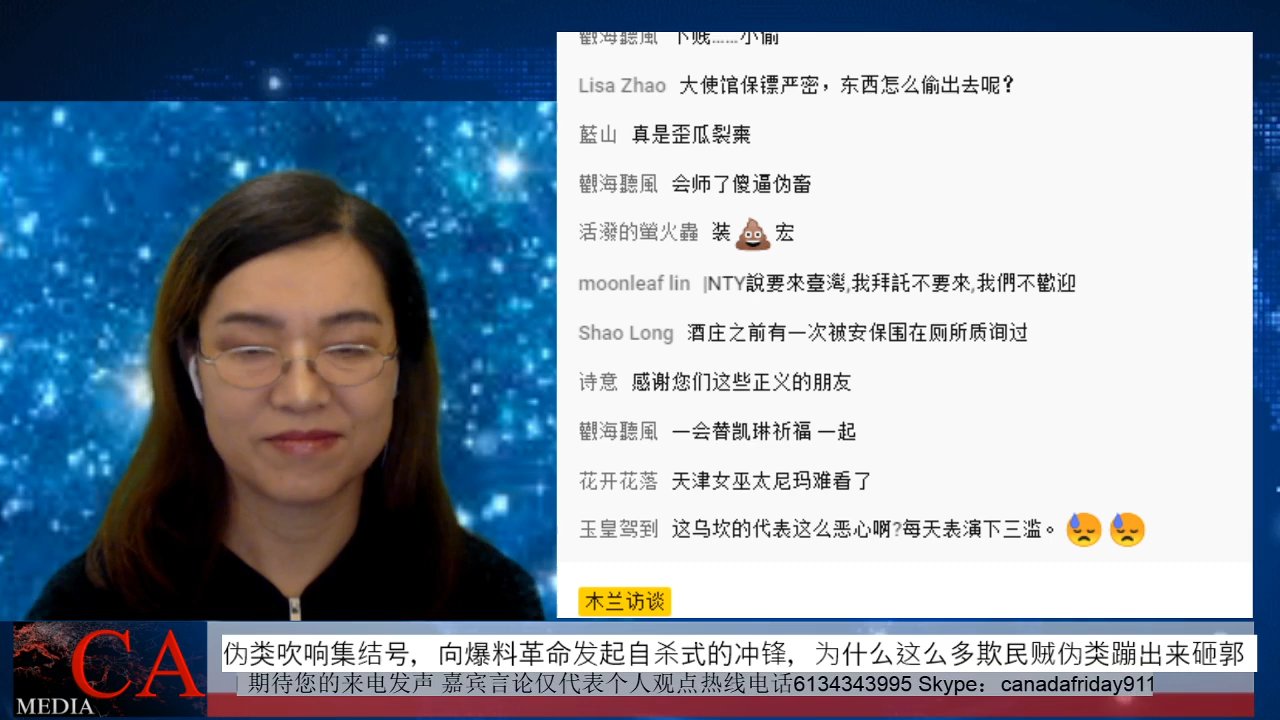 觀海聽風 下贱......小偷
Lisa Zhao 大使馆保镖严密，东西怎么偷出去呢？
藍山 真是歪瓜裂枣
觀海聽風 会师了傻逼伪畜
活潑的螢火蟲 装💩宏
moonleaf lin |NTY說要來臺灣,我拜託不要來,我們不歡迎
Shao Long 酒庄之前有一次被安保围在厕所质询过
诗意 感谢您们这些正义的朋友
觀海聽風 一会替凯琳祈福 一起
花开花落 天津女巫太尼玛难看了
玉皇驾到 这乌坎的代表这么恶心啊?每天表演下三滥。😓😓
木兰访谈
CA
MEDIA
伪类吹响集结号，向爆料革命发起自杀式的冲锋，为什么这么多欺民贼伪类蹦出来砸郭
期待您的来电发声 嘉宾言论仅代表个人观点热线电话6134343995 Skype：canadafriday911